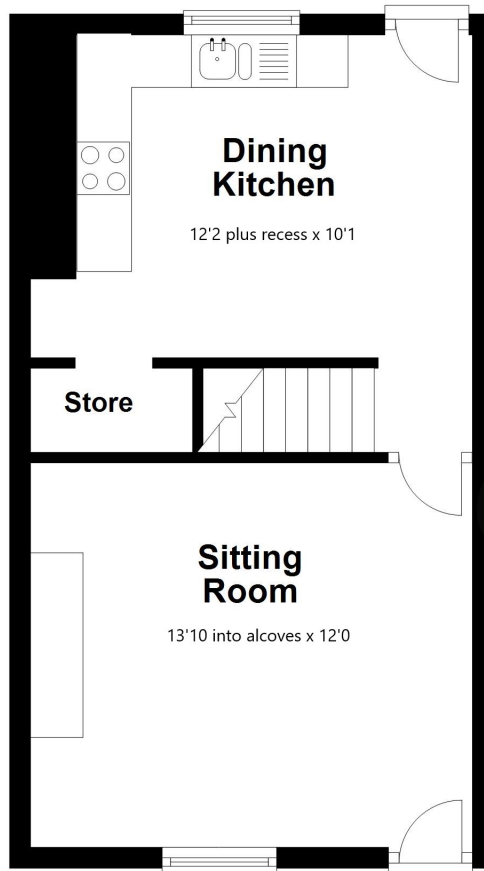 Dining
Kitchen
12'2 plus recess x 10'1
Store
Sitting
Room
13'10 into alcoves x 12'0